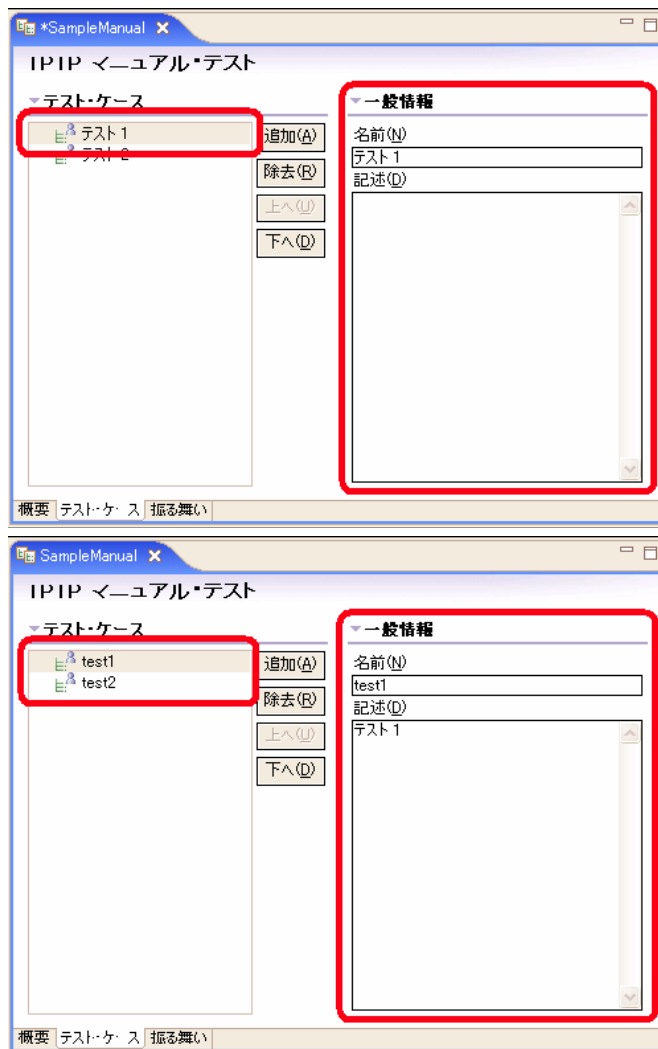 *SampleManual
TPTP マニュアル・テスト
テスト・ケース
テスト 1
テスト 2
追加(A)
除去(R)
上へ(U)
下へ(D)
一般情報
名前(N)
テスト 1
記述(D)
概要 テスト・ケース 振る舞い
SampleManual
TPTP マニュアル・テスト
テスト・ケース
test1
test2
追加(A)
除去(R)
上へ(U)
下へ(D)
一般情報
名前(N)
test1
記述(D)
テスト 1
概要 テスト・ケース 振る舞い